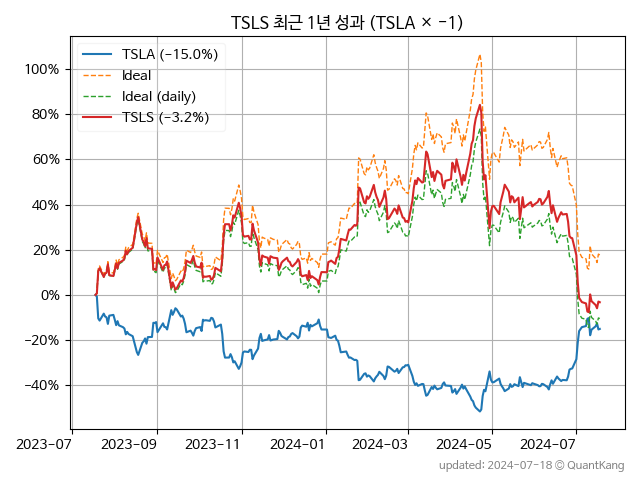 TSLS 최근 1년 성과 (TSLA × −1)
TSLA (−15.0%)
Ideal
Ideal (daily)
TSLS (−3.2%)
100%
80%
60%
40%
20%
0%
−20%
−40%
2023-07 2023-09 2023-11 2024-01 2024-03 2024-05 2024-07
updated: 2024-07-18 © QuantKang